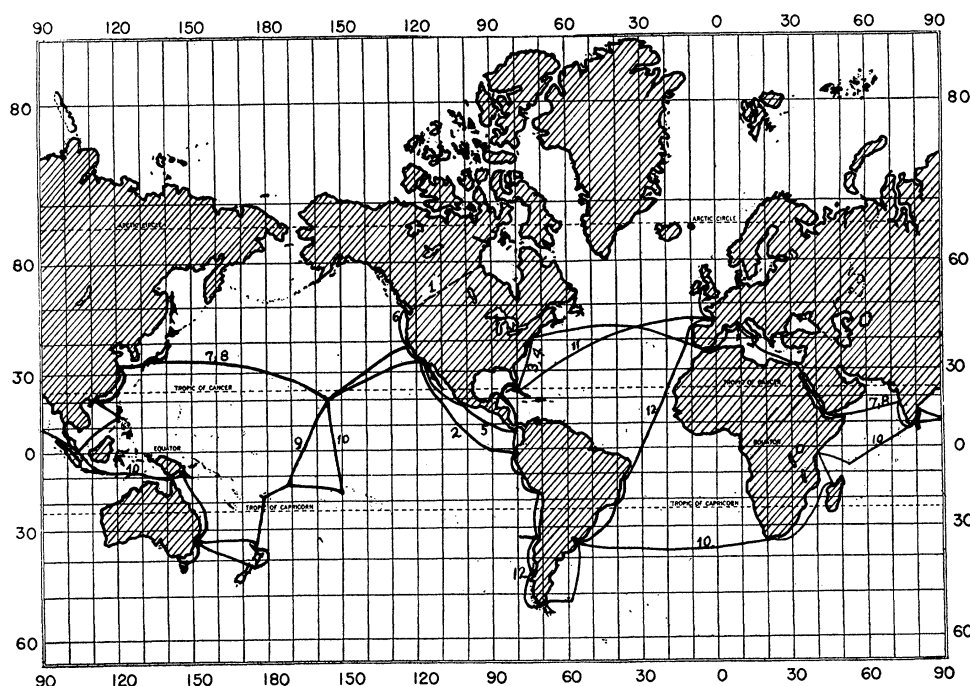 90 120 150 180 150 120 90 60 30 0 30 60 90
80 80
ARCTIC CIRCLE ARCTIC CIRCLE
80 60
1
6
7,8 3,4 11
30 30
TROPIC OF CANCER TROPIC OF CANCER
12 7,8
9 10 2 5 10
EQUATOR EQUATOR
0 0
10
TROPIC OF CAPRICORN TROPIC OF CAPRICORN
30 30
10
12
60 60
90 120 150 180 150 120 90 60 30 0 30 60 90